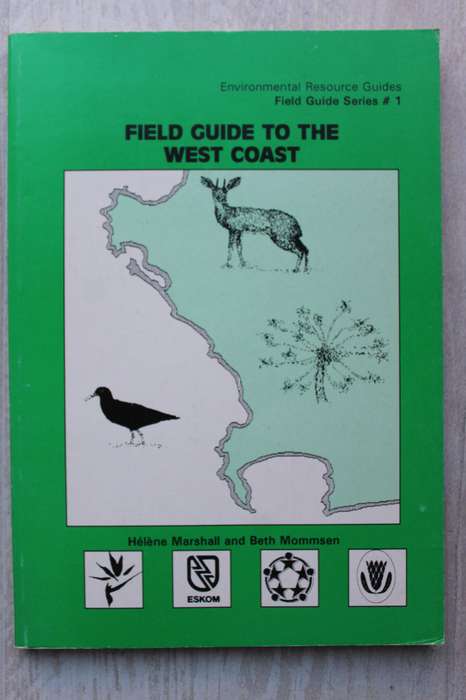 Environmental Resource Guides
Field Guide Series # 1
FIELD GUIDE TO THE
WEST COAST
Hélène Marshall and Beth Mommsen
ESKOM